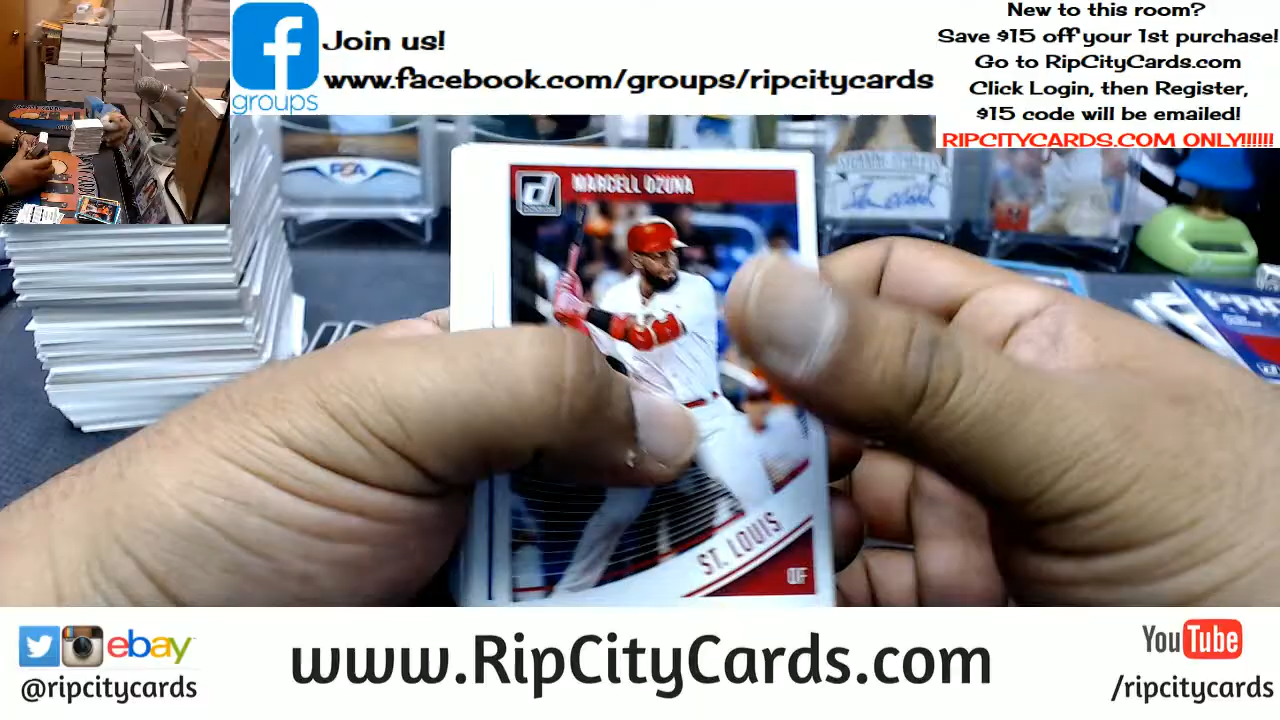 Join us!
www.facebook.com/groups/ripcitycards
groups
New to this room?
Save $15 off your 1st purchase!
Go to RipCityCards.com
Click Login, then Register,
$15 code will be emailed!
RIPCITYCARDS.COM ONLY!!!!!!
PSA
MARCELL OZUNA
ST. LOUIS
OF
ebay
@ripcitycards
www.RipCityCards.com
YouTube
/ripcitycards